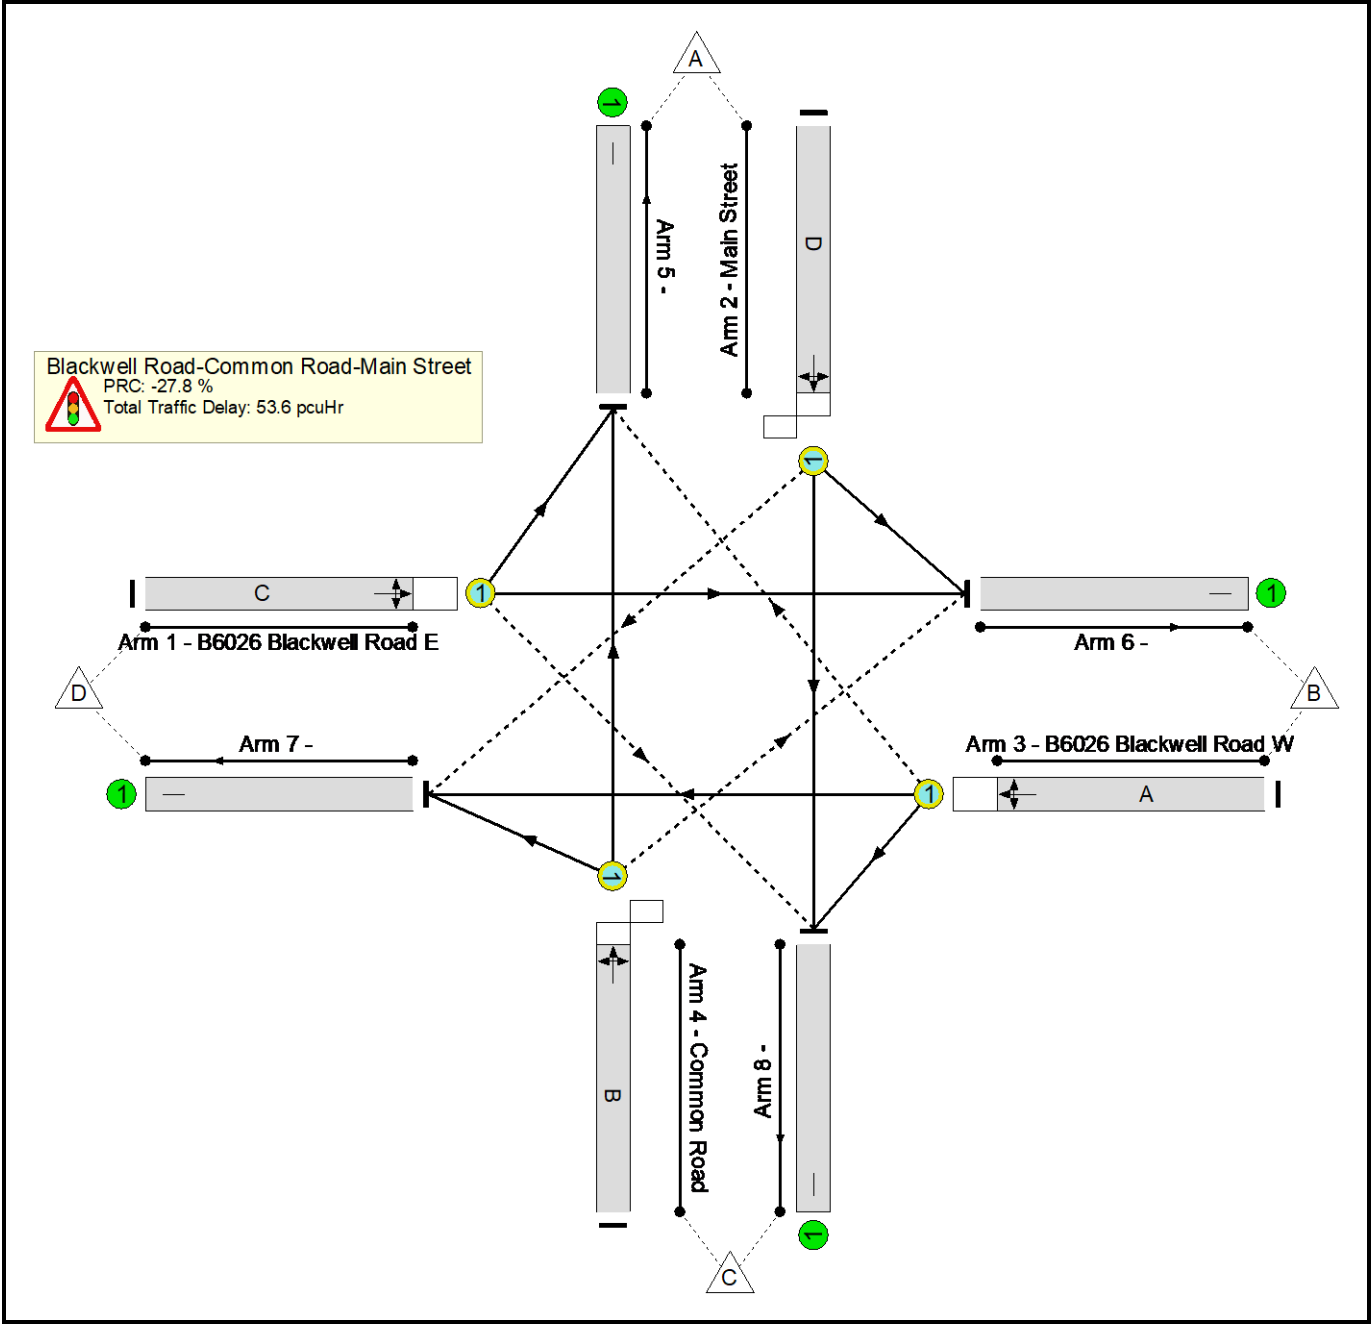 A
1
Arm 5 -
Arm 2 - Main Street
D
Blackwell Road-Common Road-Main Street
PRC: -27.8 %
Total Traffic Delay: 53.6 pcuHr
1
C
1
1
Arm 1 - B6026 Blackwell Road E
Arm 6 -
D
B
Arm 7 -
Arm 3 - B6026 Blackwell Road W
1
1
A
1
Arm 4 - Common Road
Arm 8 -
B
1
C